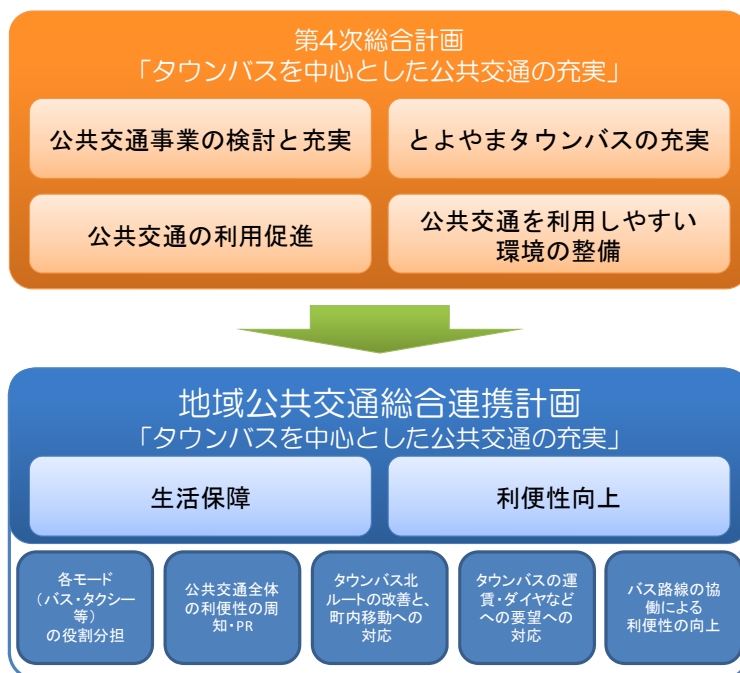 第4次総合計画
「タウンバスを中心とした公共交通の充実」
公共交通事業の検討と充実
とよやまタウンバスの充実
公共交通の利用促進
公共交通を利用しやすい
環境の整備
地域公共交通総合連携計画
「タウンバスを中心とした公共交通の充実」
生活保障
利便性向上
各モード
（バス・タクシー
等）
の役割分担
公共交通全体
の利便性の周
知・PR
タウンバス北
ルートの改善と、
町内移動への
対応
タウンバスの運
賃・ダイヤなど
への要望への
対応
バス路線の協
働による
利便性の向上